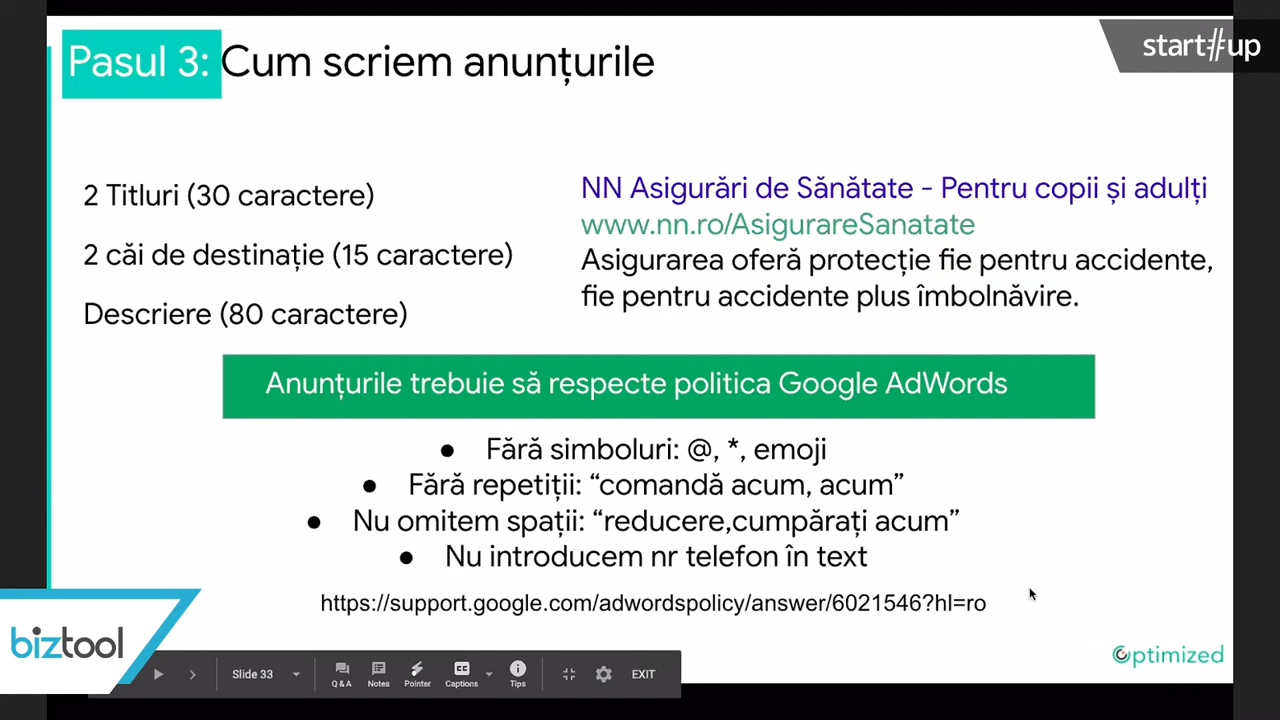 Pasul 3: Cum scriem anunțurile
start#up
2 Titluri (30 caractere)
2 căi de destinație (15 caractere)
Descriere (80 caractere)
NN Asigurări de Sănătate - Pentru copii și adulți
www.nn.ro/AsigurareSanatate
Asigurarea oferă protecție fie pentru accidente,
fie pentru accidente plus îmbolnăvire.
Anunțurile trebuie să respecte politica Google AdWords
● Fără simboluri: @, *, emoji
● Fără repetiții: “comandă acum, acum”
● Nu omitem spații: “reducere,cumpărați acum”
● Nu introducem nr telefon în text
https://support.google.com/adwordspolicy/answer/6021546?hl=ro
biztool
Optimized
Slide 33
Q & A
Notes
Pointer
Captions
Tips
EXIT